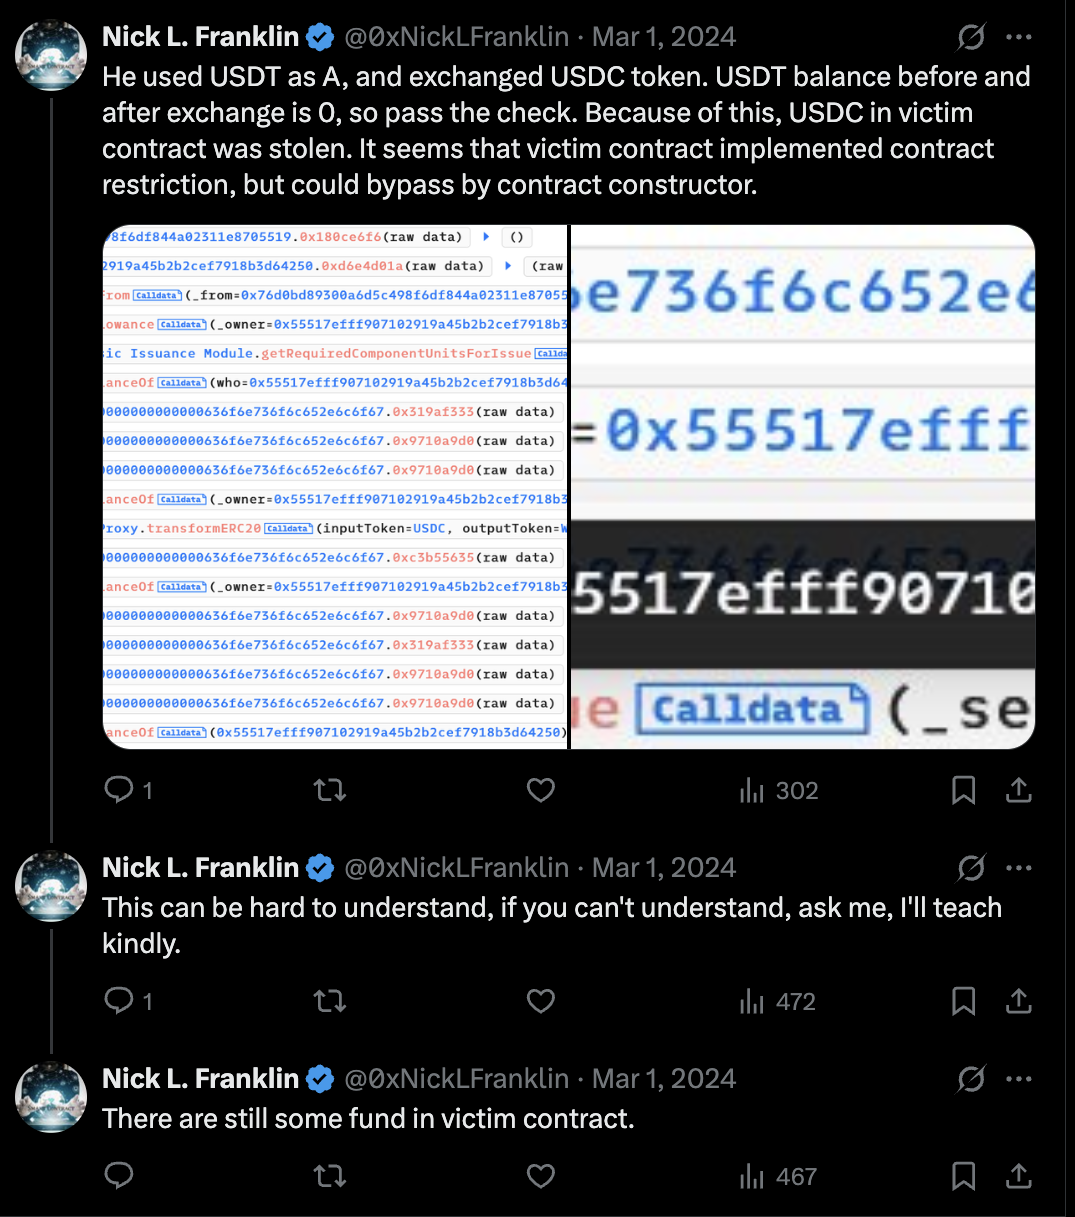 Nick L. Franklin @0xNickLFranklin · Mar 1, 2024
He used USDT as A, and exchanged USDC token. USDT balance before and
after exchange is 0, so pass the check. Because of this, USDC in victim
contract was stolen. It seems that victim contract implemented contract
restriction, but could bypass by contract constructor.
98f6df844a02311e8705519.0x180ce6f6(raw data) ()
2919a45b2b2cef7918b3d64250.0xd6e4d01a(raw data) (raw
rom Calldata (_from=0x76d0bd89300a6d5c498f6df844a02311e87055
owance Calldata (_owner=0x55517efff907102919a45b2b2cef7918b3
ic Issuance Module.getRequiredComponentUnitsForIssue Callda
anceOf Calldata (who=0x55517efff907102919a45b2b2cef7918b3d64
0000000000000636f6e736f6c652e6c6f67.0x319af333(raw data)
0000000000000636f6e736f6c652e6c6f67.0x9710a9d0(raw data)
0000000000000636f6e736f6c652e6c6f67.0x9710a9d0(raw data)
anceOf Calldata (_owner=0x55517efff907102919a45b2b2cef7918b3
Proxy.transformERC20 Calldata (inputToken=USDC, outputToken=W
0000000000000636f6e736f6c652e6c6f67.0xc3b55635(raw data)
anceOf Calldata (_owner=0x55517efff907102919a45b2b2cef7918b3
0000000000000636f6e736f6c652e6c6f67.0x9710a9d0(raw data)
0000000000000636f6e736f6c652e6c6f67.0x319af333(raw data)
0000000000000636f6e736f6c652e6c6f67.0x9710a9d0(raw data)
0000000000000636f6e736f6c652e6c6f67.0x9710a9d0(raw data)
anceOf Calldata (0x55517efff907102919a45b2b2cef7918b3d64250)
6e736f6c652e6
=0x55517efff
5517efff90710
ue Calldata (_se
1 302
Nick L. Franklin @0xNickLFranklin · Mar 1, 2024
This can be hard to understand, if you can't understand, ask me, I'll teach
kindly.
1 472
Nick L. Franklin @0xNickLFranklin · Mar 1, 2024
There are still some fund in victim contract.
467